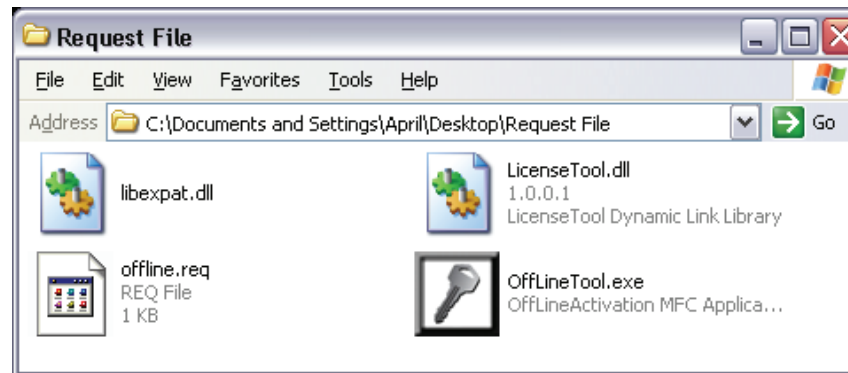 Request File
File Edit View Favorites Tools Help
Address C:\Documents and Settings\April\Desktop\Request File Go
libexpat.dll
LicenseTool.dll
1.0.0.1
LicenseTool Dynamic Link Library
offline.req
REQ File
1 KB
OffLineTool.exe
OffLineActivation MFC Applica...